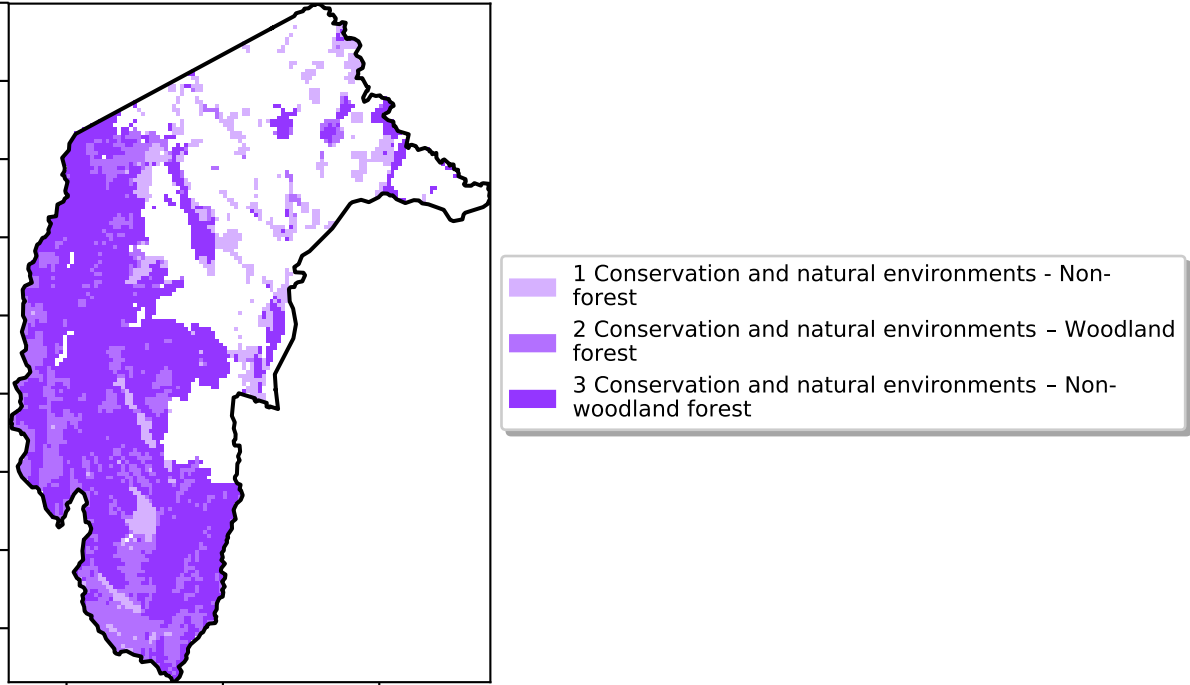 1 Conservation and natural environments - Non-
forest
2 Conservation and natural environments – Woodland
forest
3 Conservation and natural environments – Non-
woodland forest